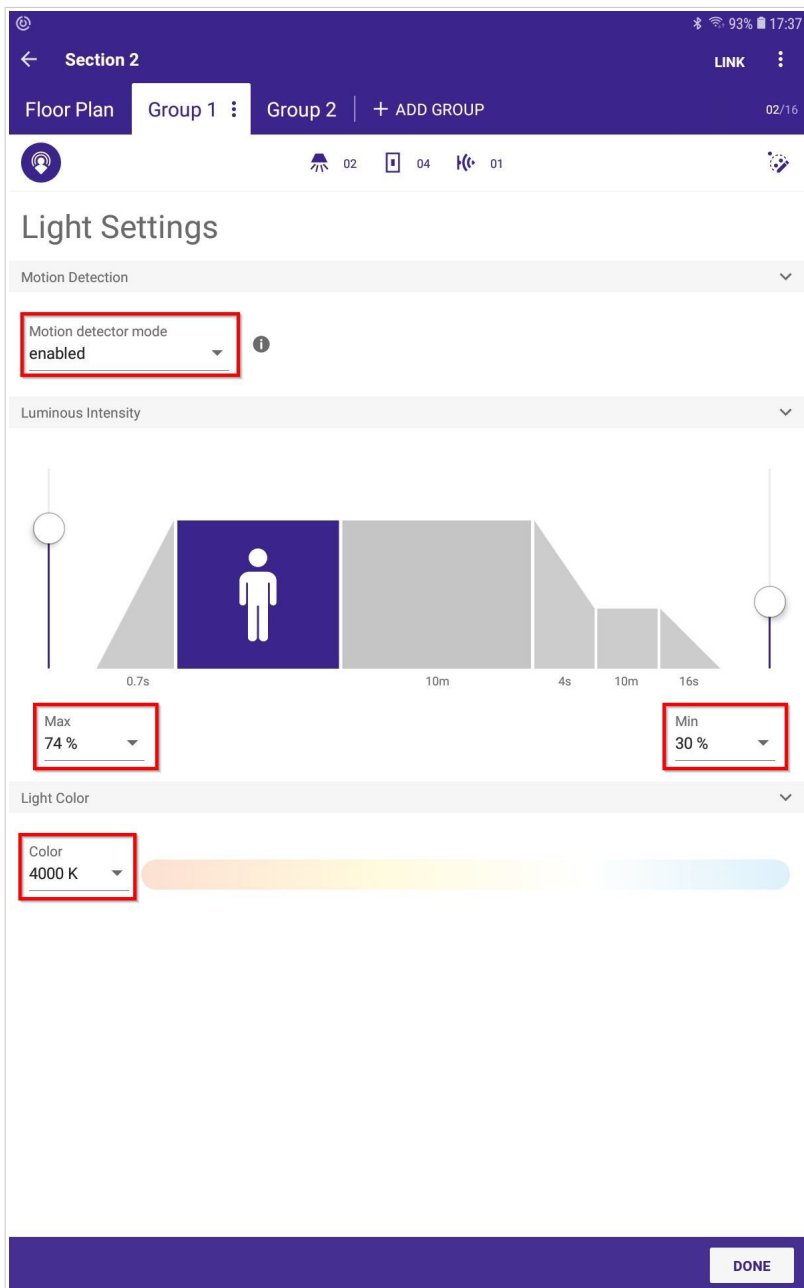 93% 17:37
Section 2 LINK
Floor Plan Group 1 Group 2 + ADD GROUP 02/16
02 04 01
Light Settings
Motion Detection
Motion detector mode
enabled
Luminous Intensity
0.7s 10m 4s 10m 16s
Max Min
74 % 30 %
Light Color
Color
4000 K
DONE